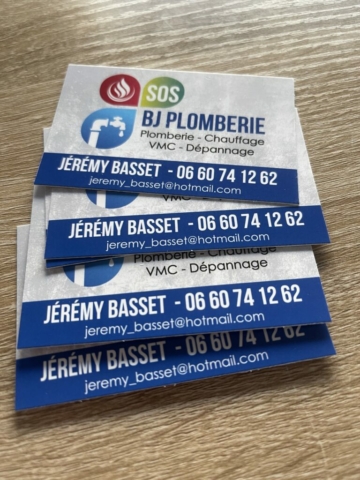 SOS
BJ PLOMBERIE
Plomberie - Chauffage
VMC - Dépannage
JÉRÉMY BASSET - 06 60 74 12 62
jeremy_basset@hotmail.com
VMC
JÉRÉMY BASSET - 06 60 74 12 62
jeremy_basset@hotmail.com
Plomberie - Chauffage
VMC - Dépannage
JÉRÉMY BASSET - 06 60 74 12 62
jeremy_basset@hotmail.com
JÉRÉMY BASSET - 06 60 74 12 62
jeremy_basset@hotmail.com